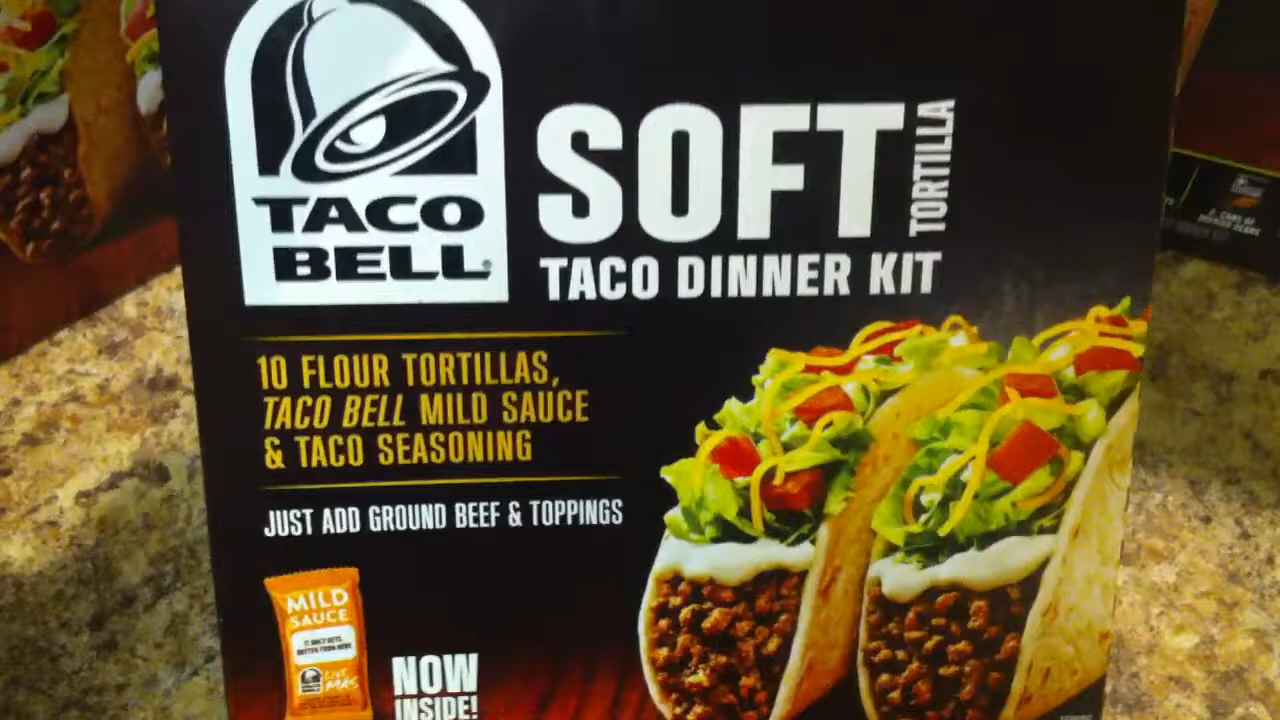 TACO
BELL®
SOFT
TORTILLA
TACO DINNER KIT
10 FLOUR TORTILLAS,
TACO BELL MILD SAUCE
& TACO SEASONING
JUST ADD GROUND BEEF & TOPPINGS
MILD
SAUCE
NOW
INSIDE!